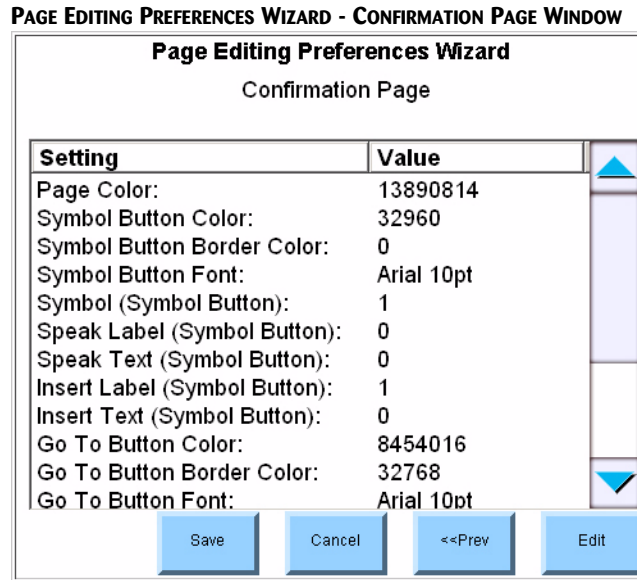 PAGE EDITING PREFERENCES WIZARD - CONFIRMATION PAGE WINDOW
Page Editing Preferences Wizard
Confirmation Page
Setting Value
Page Color: 13890814
Symbol Button Color: 32960
Symbol Button Border Color: 0
Symbol Button Font: Arial 10pt
Symbol (Symbol Button): 1
Speak Label (Symbol Button): 0
Speak Text (Symbol Button): 0
Insert Label (Symbol Button): 1
Insert Text (Symbol Button): 0
Go To Button Color: 8454016
Go To Button Border Color: 32768
Go To Button Font: Arial 10pt
Save Cancel <<Prev Edit